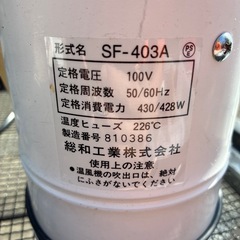 形式名 SF-403A PSE
定格電圧 100V
定格周波数 50/60Hz
定格消費電力 430/428W
温度ヒューズ 226℃
製造番号 810386
総和工業株式会社
使用上の注意
●温風機の吹出口は、絶対
にふさがないでください。